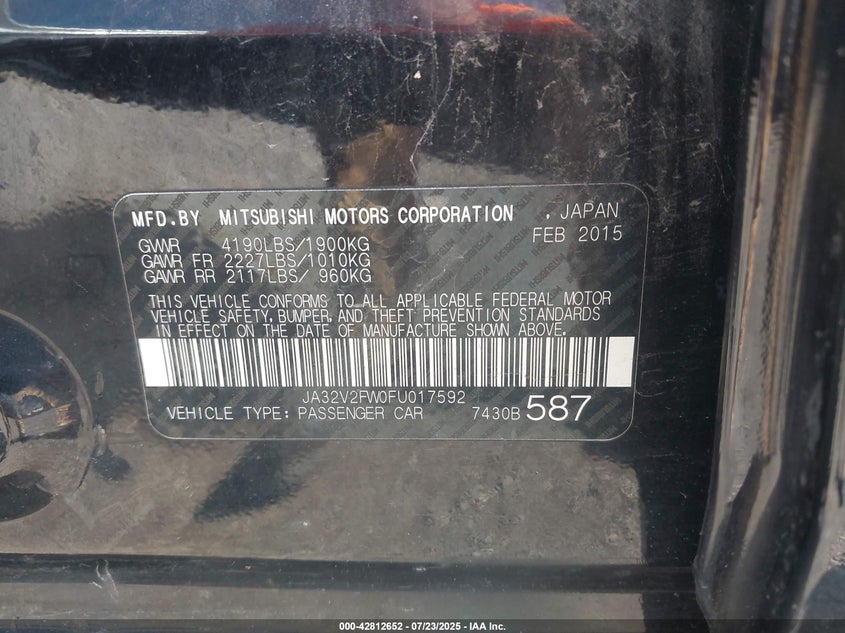 MFD.BY MITSUBISHI MOTORS CORPORATION , JAPAN
FEB 2015
GWWR 4190LBS/1900KG
GAWR FR 2227LBS/1010KG
GAWR RR 2117LBS/ 960KG
THIS VEHICLE CONFORMS TO ALL APPLICABLE FEDERAL MOTOR
VEHICLE SAFETY, BUMPER, AND THEFT PREVENTION STANDARDS
IN EFFECT ON THE DATE OF MANUFACTURE SHOWN ABOVE.
JA32V2FW0FU017592
VEHICLE TYPE: PASSENGER CAR 7430B 587
000-42812652 - 07/23/2025 - IAA Inc.